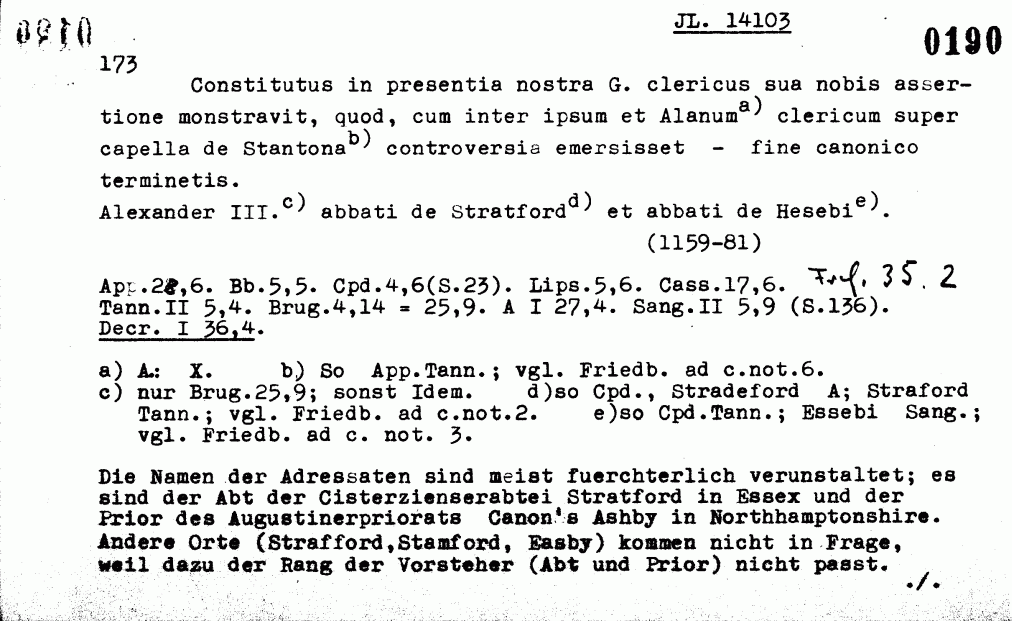 JL. 14103
0190
173
Constitutus in presentia nostra G. clericus sua nobis asser-
tione monstravit, quod, cum inter ipsum et Alanum a) clericum super
capella de Stantona b) controversia emersisset - fine canonico
terminetis.
Alexander III. c) abbati de Stratford d) et abbati de Hesebi e).
(1159-81)
App.28,6. Bb.5,5. Cpd.4,6(S.23). Lips.5,6. Cass.17,6. Frf. 35. 2
Tann.II 5,4. Brug.4,14 = 25,9. A I 27,4. Sang.II 5,9 (S.136).
Decr. I 36,4.
a) A.: X. b) So App.Tann.; vgl. Friedb. ad c.not.6.
c) nur Brug.25,9; sonst Idem. d)so Cpd., Stradeford A; Straford
Tann.; vgl. Friedb. ad c.not.2. e)so Cpd.Tann.; Essebi Sang.;
vgl. Friedb. ad c. not. 3.
Die Namen der Adressaten sind meist fuerchterlich verunstaltet; es
sind der Abt der Cisterzienserabtei Stratford in Essex und der
Prior des Augustinerpriorats Canon's Ashby in Northhamptonshire.
Andere Orte (Strafford,Stamford, Easby) kommen nicht in Frage,
weil dazu der Rang der Vorsteher (Abt und Prior) nicht passt.
./.